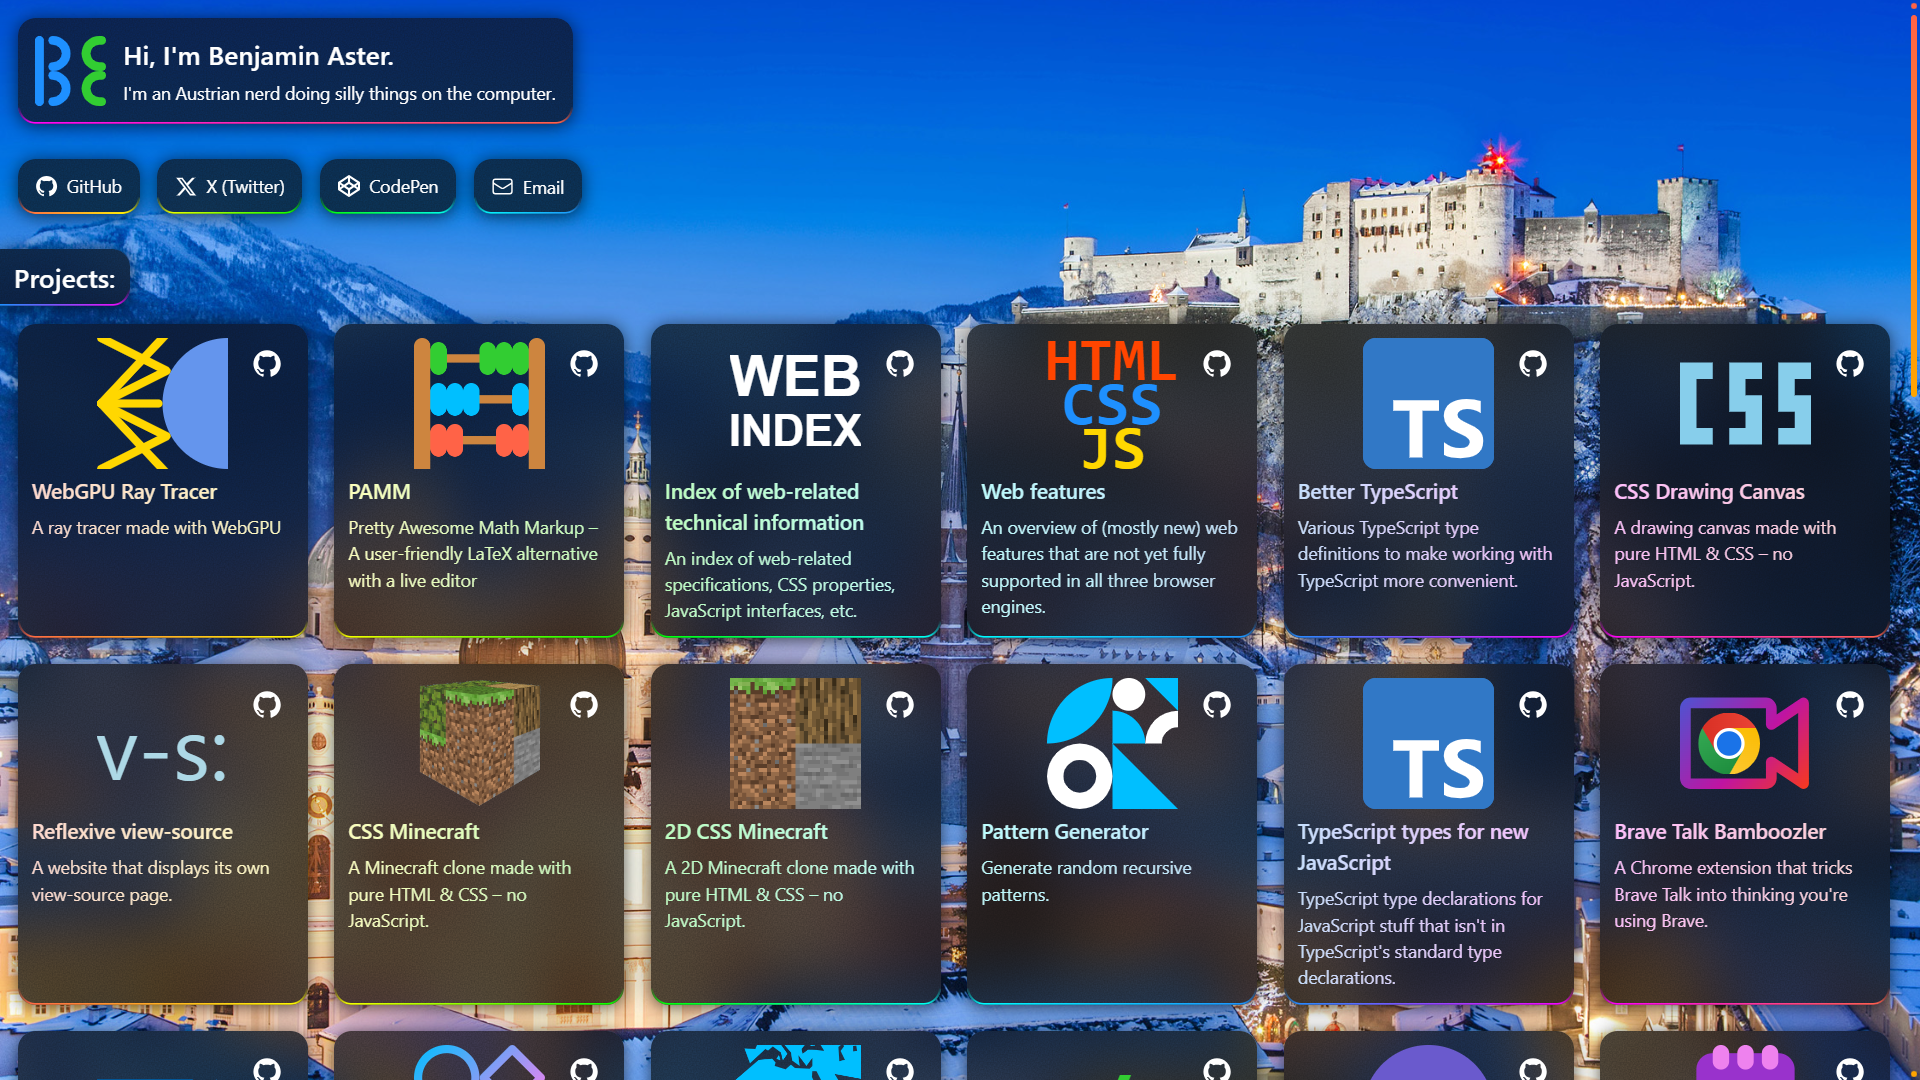 Hi, I'm Benjamin Aster.
I'm an Austrian nerd doing silly things on the computer.
GitHub
X (Twitter)
CodePen
Email
Projects:
WebGPU Ray Tracer
A ray tracer made with WebGPU
PAMM
Pretty Awesome Math Markup –
A user-friendly LaTeX alternative
with a live editor
WEB
INDEX
Index of web-related
technical information
An index of web-related
specifications, CSS properties,
JavaScript interfaces, etc.
HTML
CSS
JS
Web features
An overview of (mostly new) web
features that are not yet fully
supported in all three browser
engines.
TS
Better TypeScript
Various TypeScript type
definitions to make working with
TypeScript more convenient.
CSS
CSS Drawing Canvas
A drawing canvas made with
pure HTML & CSS – no
JavaScript.
v-s:
Reflexive view-source
A website that displays its own
view-source page.
CSS Minecraft
A Minecraft clone made with
pure HTML & CSS – no
JavaScript.
2D CSS Minecraft
A 2D Minecraft clone made with
pure HTML & CSS – no
JavaScript.
Pattern Generator
Generate random recursive
patterns.
TS
TypeScript types for new
JavaScript
TypeScript type declarations for
JavaScript stuff that isn't in
TypeScript's standard type
declarations.
Brave Talk Bamboozler
A Chrome extension that tricks
Brave Talk into thinking you're
using Brave.